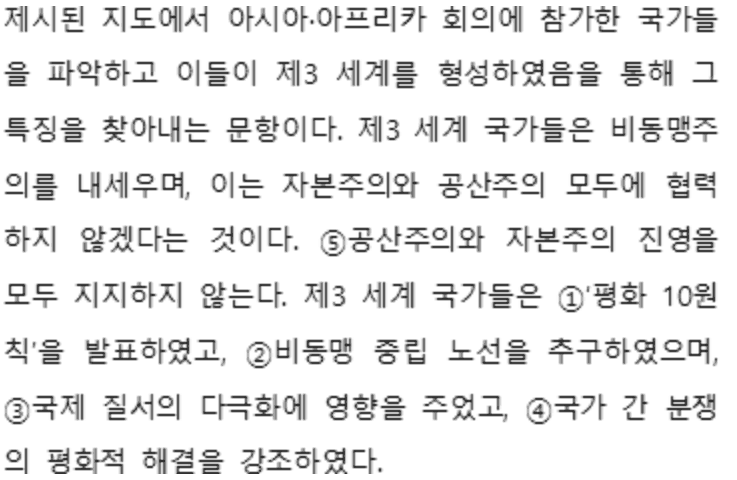 제시된 지도에서 아시아·아프리카 회의에 참가한 국가들
을 파악하고 이들이 제3 세계를 형성하였음을 통해 그
특징을 찾아내는 문항이다. 제3 세계 국가들은 비동맹주
의를 내세우며, 이는 자본주의와 공산주의 모두에 협력
하지 않겠다는 것이다. ⑤공산주의와 자본주의 진영을
모두 지지하지 않는다. 제3 세계 국가들은 ①'평화 10원
칙'을 발표하였고, ②비동맹 중립 노선을 추구하였으며,
③국제 질서의 다극화에 영향을 주었고, ④국가 간 분쟁
의 평화적 해결을 강조하였다.